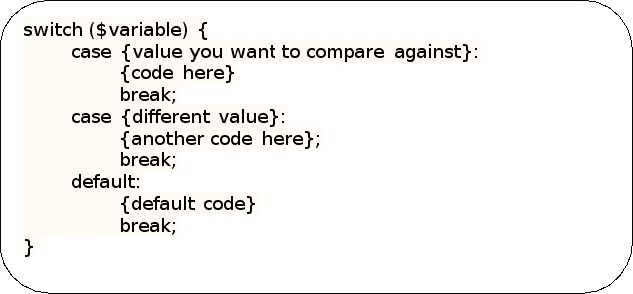 switch ($variable) {
case {value you want to compare against}:
{code here}
break;
case {different value}:
{another code here};
break;
default:
{default code}
break;
}